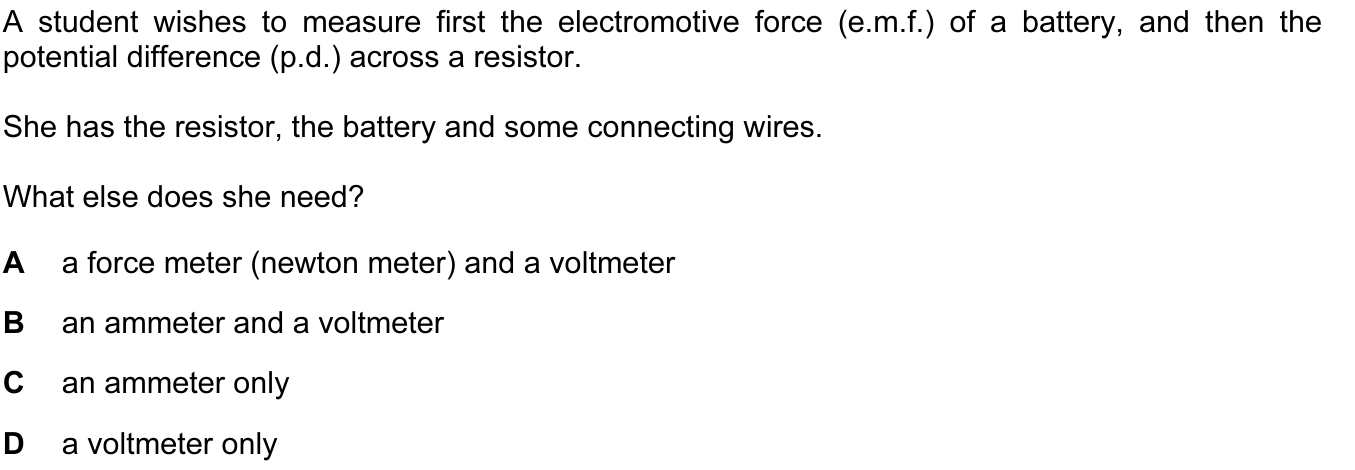 A student wishes to measure first the electromotive force (e.m.f.) of a battery, and then the
potential difference (p.d.) across a resistor.
She has the resistor, the battery and some connecting wires.
What else does she need?
A a force meter (newton meter) and a voltmeter
B an ammeter and a voltmeter
C an ammeter only
D a voltmeter only